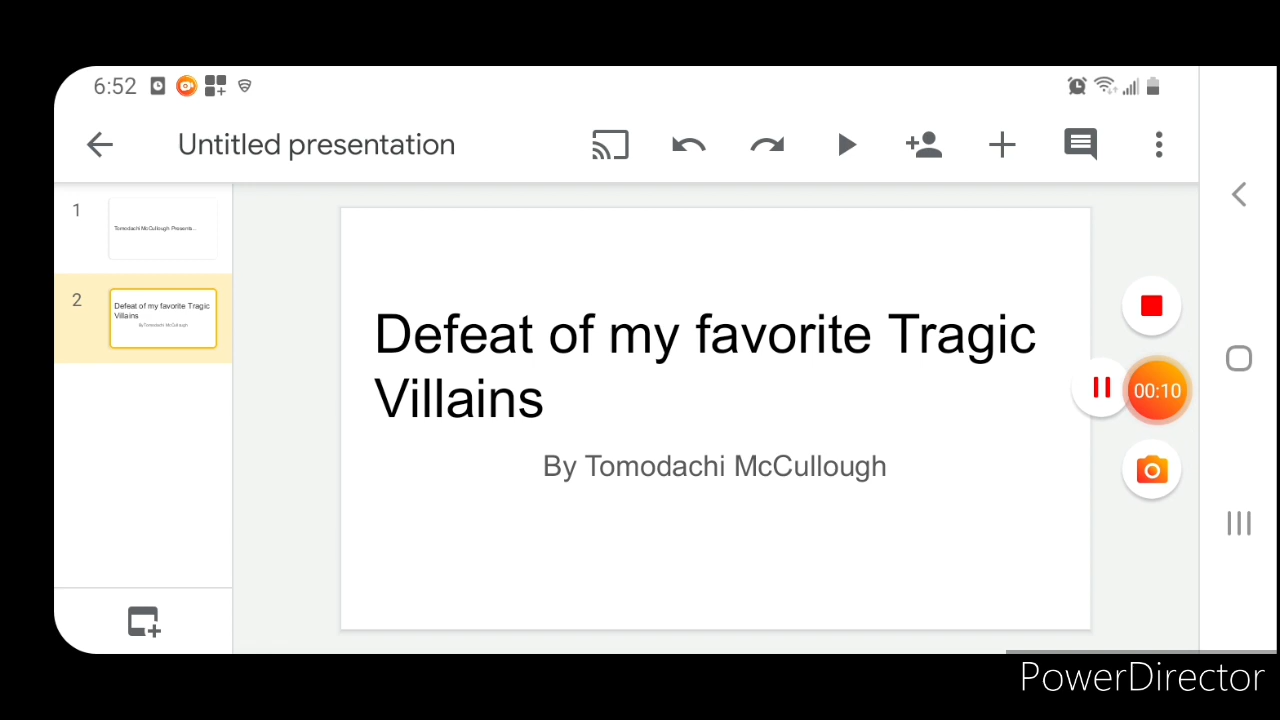 6:52
Untitled presentation
1
Tomodachi McCullough Presents...
2
Defeat of my favorite Tragic
Villains
By Tomodachi McCullough
Defeat of my favorite Tragic
Villains
By Tomodachi McCullough
00:10
PowerDirector